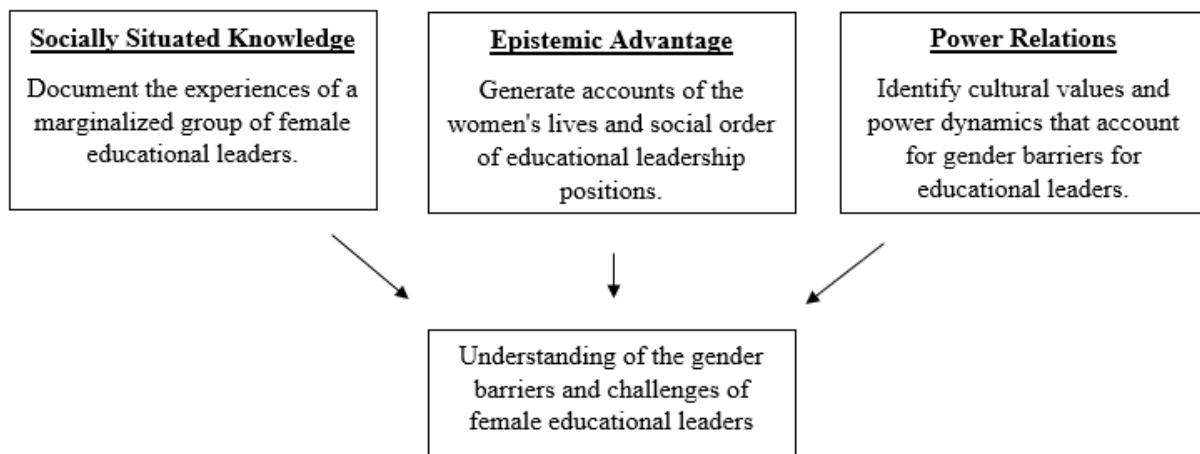 Socially Situated Knowledge
Document the experiences of a
marginalized group of female
educational leaders.
Epistemic Advantage
Generate accounts of the
women's lives and social order
of educational leadership
positions.
Power Relations
Identify cultural values and
power dynamics that account
for gender barriers for
educational leaders.
Understanding of the gender
barriers and challenges of
female educational leaders